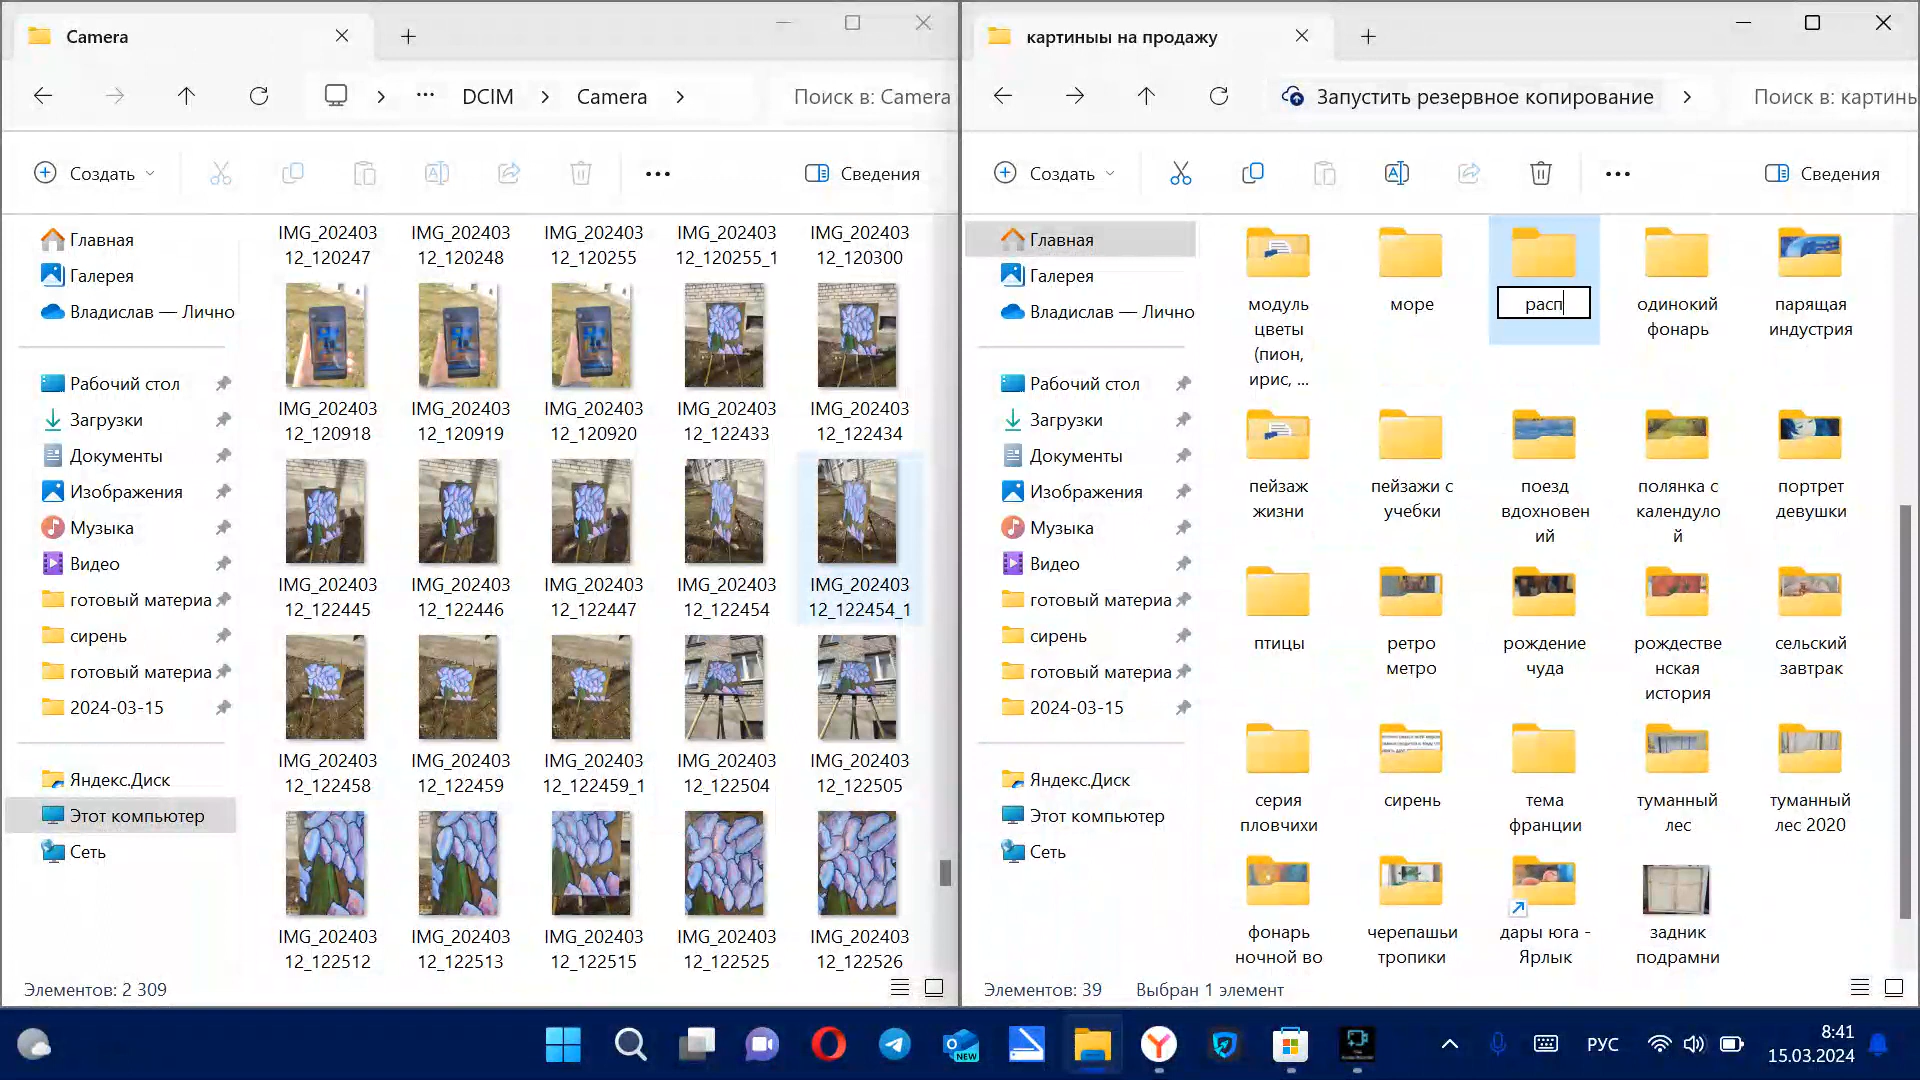 Camera
DCIM
Camera
Поиск в: Camera
Создать
Сведения
Главная
Галерея
Владислав — Лично
Рабочий стол
Загрузки
Документы
Изображения
Музыка
Видео
готовый материа
сирень
готовый материа
2024-03-15
Яндекс.Диск
Этот компьютер
Сеть
IMG_202403
12_120247
IMG_202403
12_120248
IMG_202403
12_120255
IMG_202403
12_120255_1
IMG_202403
12_120300
IMG_202403
12_120918
IMG_202403
12_120919
IMG_202403
12_120920
IMG_202403
12_122433
IMG_202403
12_122434
IMG_202403
12_122445
IMG_202403
12_122446
IMG_202403
12_122447
IMG_202403
12_122454
IMG_202403
12_122454_1
IMG_202403
12_122458
IMG_202403
12_122459
IMG_202403
12_122459_1
IMG_202403
12_122504
IMG_202403
12_122505
IMG_202403
12_122512
IMG_202403
12_122513
IMG_202403
12_122515
IMG_202403
12_122525
IMG_202403
12_122526
Элементов: 2 309
картиныы на продажу
Запустить резервное копирование
Поиск в: картинь
Создать
Сведения
Главная
Галерея
Владислав — Лично
Рабочий стол
Загрузки
Документы
Изображения
Музыка
Видео
готовый материа
сирень
готовый материа
2024-03-15
Яндекс.Диск
Этот компьютер
Сеть
модуль
цветы
(пион,
ирис, ...
море
расп
одинокий
фонарь
парящая
индустрия
пейзаж
жизни
пейзажи с
учебки
поезд
вдохновен
ий
полянка с
календуло
й
портрет
девушки
птицы
ретро
метро
рождение
чуда
рождестве
нская
история
сельский
завтрак
серия
пловчихи
сирень
тема
франции
туманный
лес
туманный
лес 2020
фонарь
ночной во
черепашьи
тропики
дары юга -
Ярлык
задник
подрамни
Элементов: 39
Выбран 1 элемент
NEW
РУС
8:41
15.03.2024